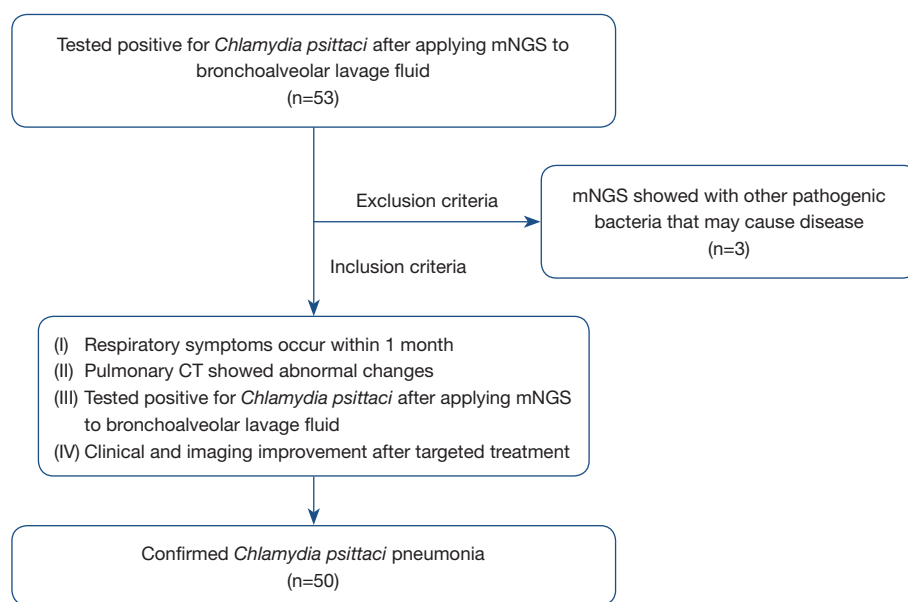 Tested positive for Chlamydia psittaci after applying mNGS to
bronchoalveolar lavage fluid
(n=53)
Exclusion criteria
mNGS showed with other pathogenic
bacteria that may cause disease
(n=3)
Inclusion criteria
(I) Respiratory symptoms occur within 1 month
(II) Pulmonary CT showed abnormal changes
(III) Tested positive for Chlamydia psittaci after applying mNGS
to bronchoalveolar lavage fluid
(IV) Clinical and imaging improvement after targeted treatment
Confirmed Chlamydia psittaci pneumonia
(n=50)